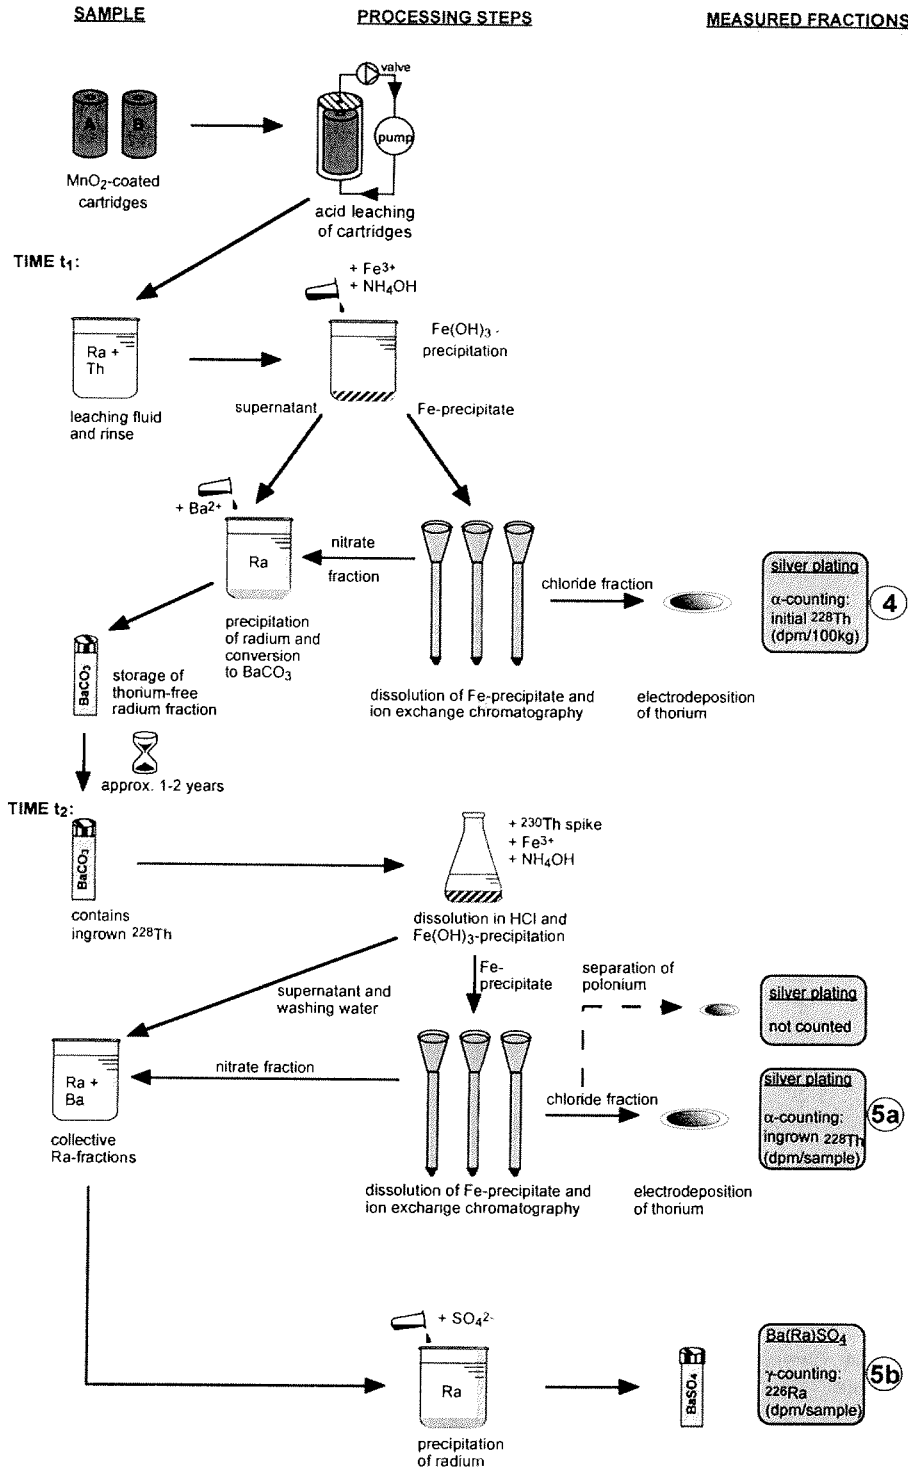 SAMPLE
PROCESSING STEPS
MEASURED FRACTIONS
valve
A
B
pump
MnO2-coated
cartridges
acid leaching
of cartridges
TIME t1:
+ Fe3+
+ NH4OH
Ra +
Th
Fe(OH)3 -
precipitation
leaching fluid
and rinse
supernatant
Fe-precipitate
+ Ba2+
Ra
nitrate
fraction
chloride fraction
silver plating
α-counting:
initial 228Th
(dpm/100kg)
4
precipitation
of radium and
conversion
to BaCO3
BaCO3
storage of
thorium-free
radium fraction
dissolution of Fe-precipitate and
ion exchange chromatography
electrodeposition
of thorium
approx. 1-2 years
TIME t2:
BaCO3
+ 230Th spike
+ Fe3+
+ NH4OH
contains
ingrown 228Th
dissolution in HCl and
Fe(OH)3-precipitation
Fe-
precipitate
separation of
polonium
supernatant and
washing water
silver plating
not counted
nitrate fraction
Ra +
Ba
chloride fraction
silver plating
α-counting:
ingrown 228Th
(dpm/sample)
5a
collective
Ra-fractions
dissolution of Fe-precipitate and
ion exchange chromatography
electrodeposition
of thorium
+ SO42-
Ra
BaSO4
Ba(Ra)SO4
γ-counting:
226Ra
(dpm/sample)
5b
precipitation
of radium